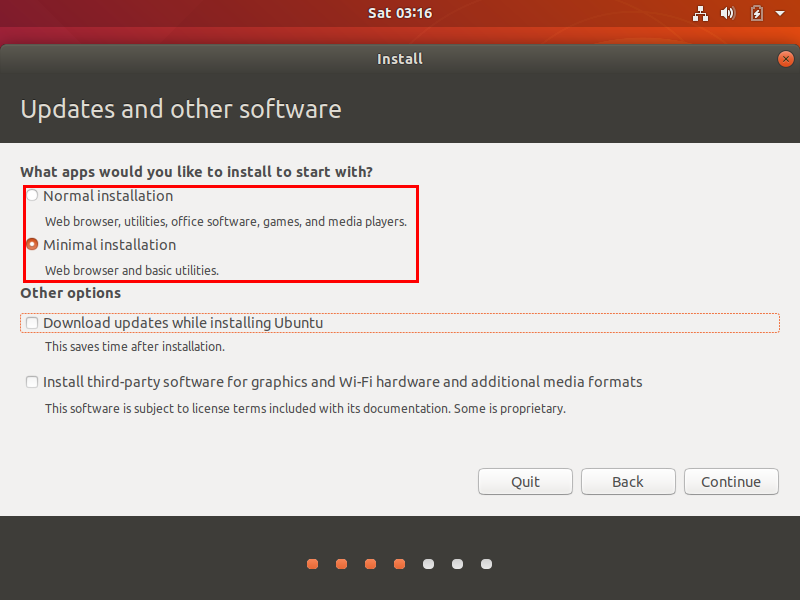 Sat 03:16
Install
Updates and other software
What apps would you like to install to start with?
Normal installation
Web browser, utilities, office software, games, and media players.
Minimal installation
Web browser and basic utilities.
Other options
Download updates while installing Ubuntu
This saves time after installation.
Install third-party software for graphics and Wi-Fi hardware and additional media formats
This software is subject to license terms included with its documentation. Some is proprietary.
Quit Back Continue